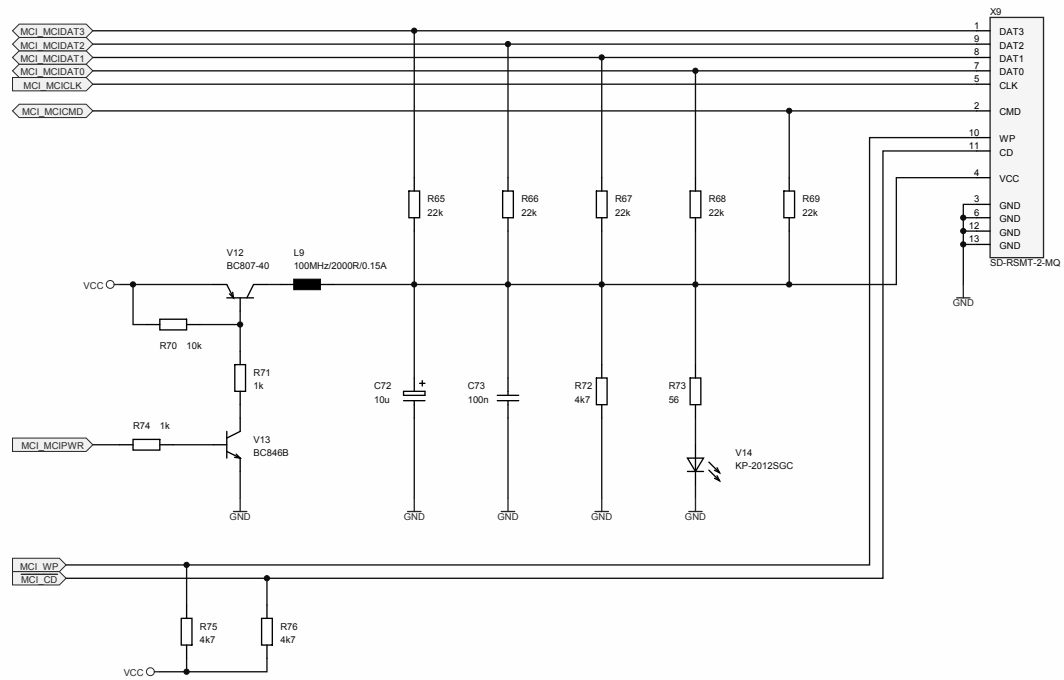 X9
MCI_MCIDAT3
1
DAT3
MCI_MCIDAT2
9
DAT2
MCI_MCIDAT1
8
DAT1
MCI_MCIDAT0
7
DAT0
MCI_MCICLK
5
CLK
MCI_MCICMD
2
CMD
10
WP
11
CD
4
VCC
3
GND
6
GND
12
GND
13
GND
SD-RSMT-2-MQ
GND
R65
22k
R66
22k
R67
22k
R68
22k
R69
22k
V12
BC807-40
L9
100MHz/2000R/0.15A
VCC
R70 10k
R71
1k
C72
10u
+
C73
100n
R72
4k7
R73
56
R74 1k
MCI_MCIPWR
V13
BC846B
V14
KP-2012SGC
GND
GND
GND
GND
GND
MCI_WP
MCI_CD
R75
4k7
R76
4k7
VCC